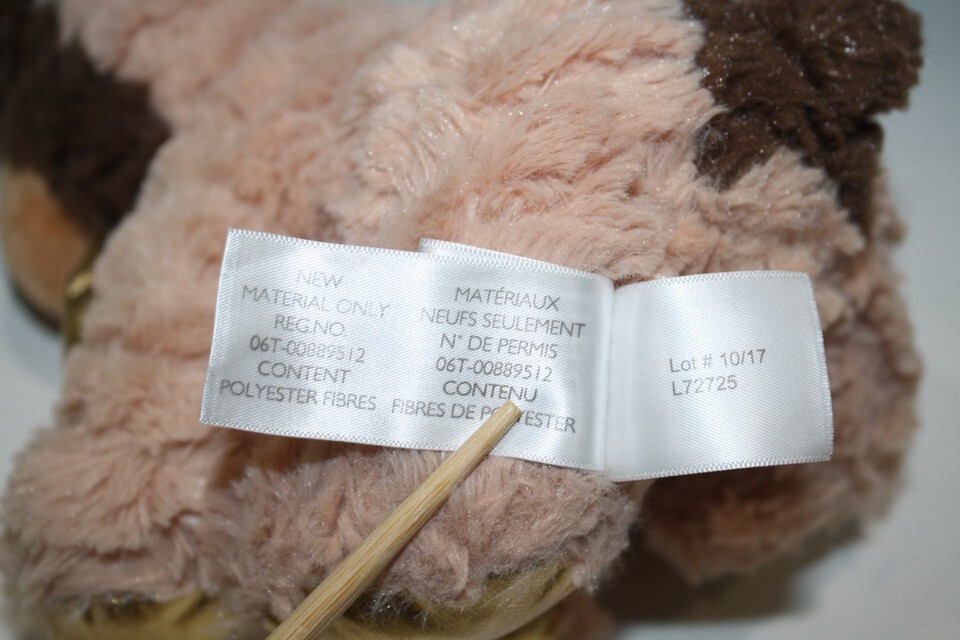 NEW
MATERIAL ONLY
REG.NO.
06T-00889512
CONTENT
POLYESTER FIBRES
MATÉRIAUX
NEUFS SEULEMENT
N° DE PERMIS
06T-00889512
CONTENU
FIBRES DE POLYESTER
Lot # 10/17
L72725